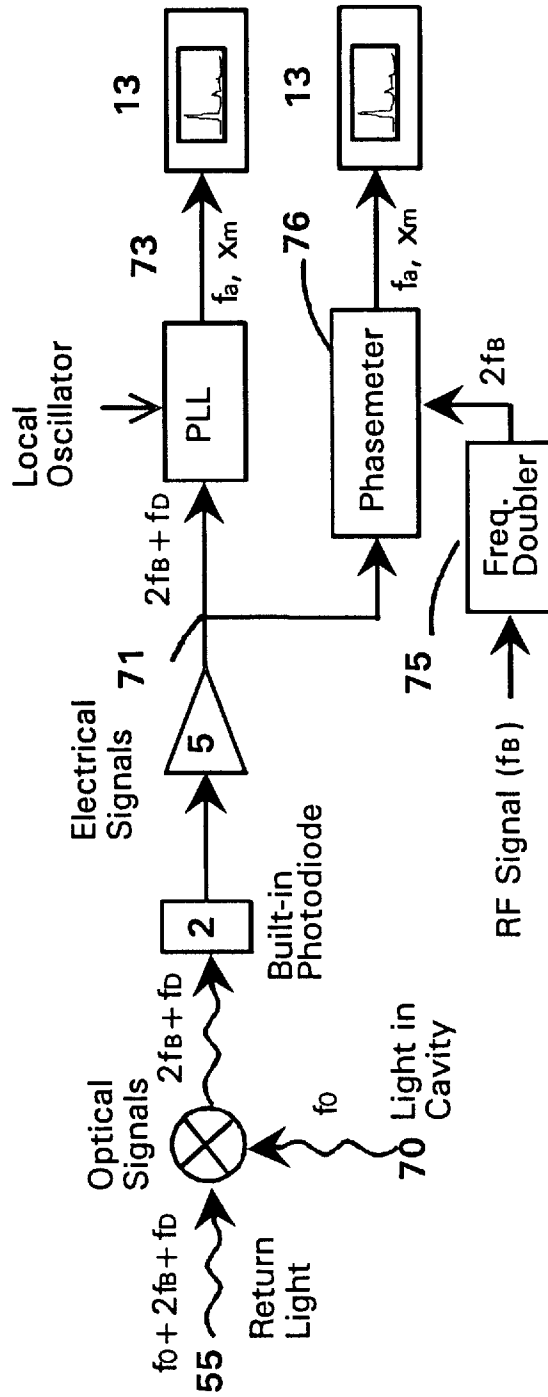 fO+2fB+fD
55
Return
Light
Optical
Signals
fO
70
Light in
Cavity
2fB+fD
2
Built-in
Photodiode
Electrical
Signals
5
71
2fB+fD
Local
Oscillator
PLL
73
fa, xm
13
RF Signal (fB)
75
Freq.
Doubler
2fB
Phasemeter
76
fa, xm
13